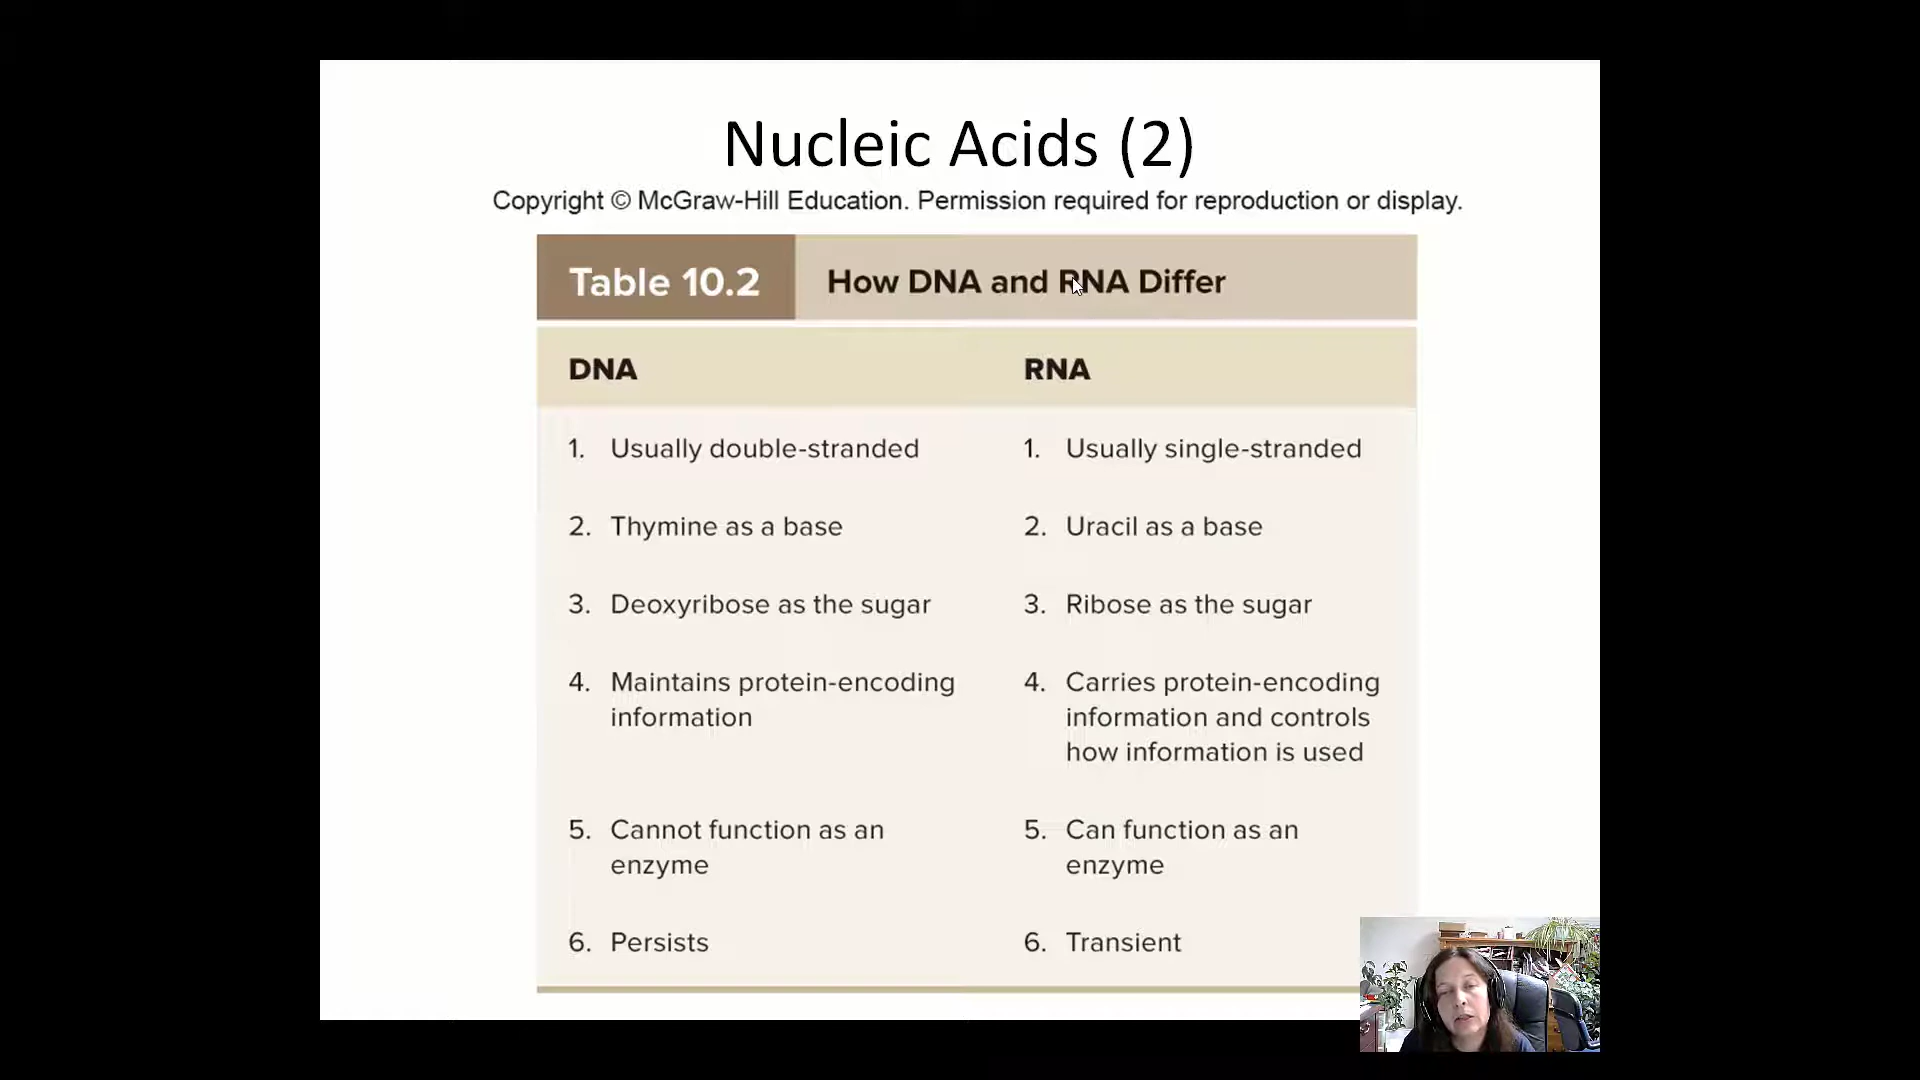 Nucleic Acids (2)
Copyright © McGraw-Hill Education. Permission required for reproduction or display.
Table 10.2 How DNA and RNA Differ
DNA RNA
1. Usually double-stranded 1. Usually single-stranded
2. Thymine as a base 2. Uracil as a base
3. Deoxyribose as the sugar 3. Ribose as the sugar
4. Maintains protein-encoding 4. Carries protein-encoding
information information and controls
how information is used
5. Cannot function as an 5. Can function as an
enzyme enzyme
6. Persists 6. Transient